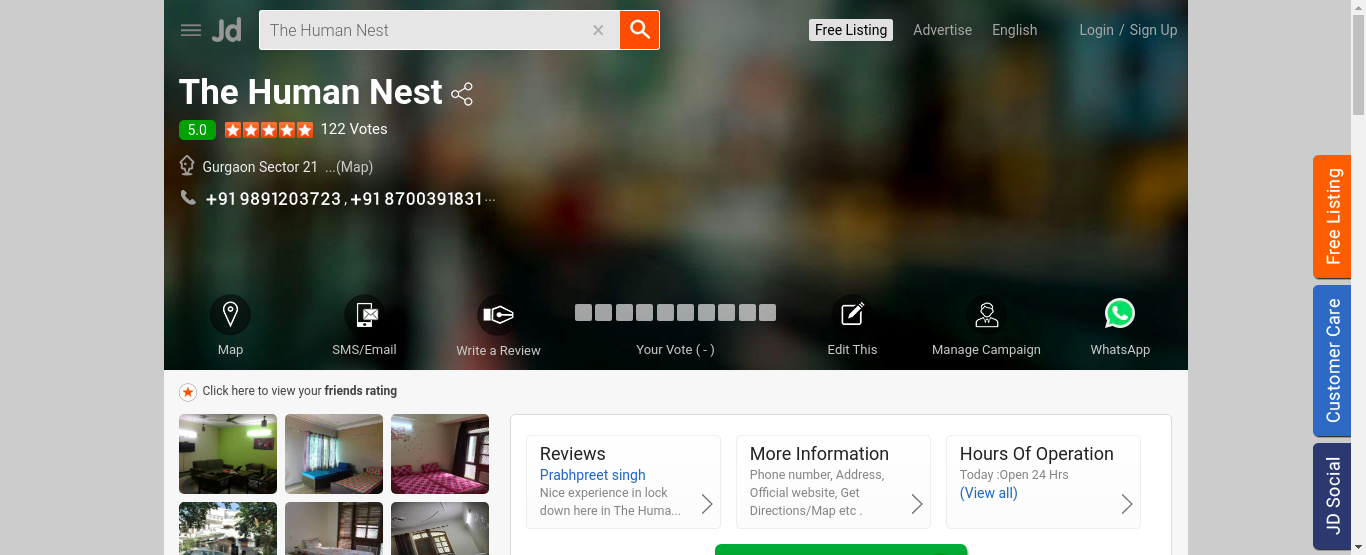 Jd
The Human Nest
Free Listing
Advertise
English
Login / Sign Up
The Human Nest
5.0
122 Votes
Gurgaon Sector 21 ...(Map)
+91 9891203723 , +91 8700391831 ...
Map
SMS/Email
Write a Review
Your Vote ( - )
Edit This
Manage Campaign
WhatsApp
Click here to view your friends rating
Reviews
Prabhpreet singh
Nice experience in lock
down here in The Huma...
More Information
Phone number, Address,
Official website, Get
Directions/Map etc .
Hours Of Operation
Today :Open 24 Hrs
(View all)
Free Listing
Customer Care
JD Social